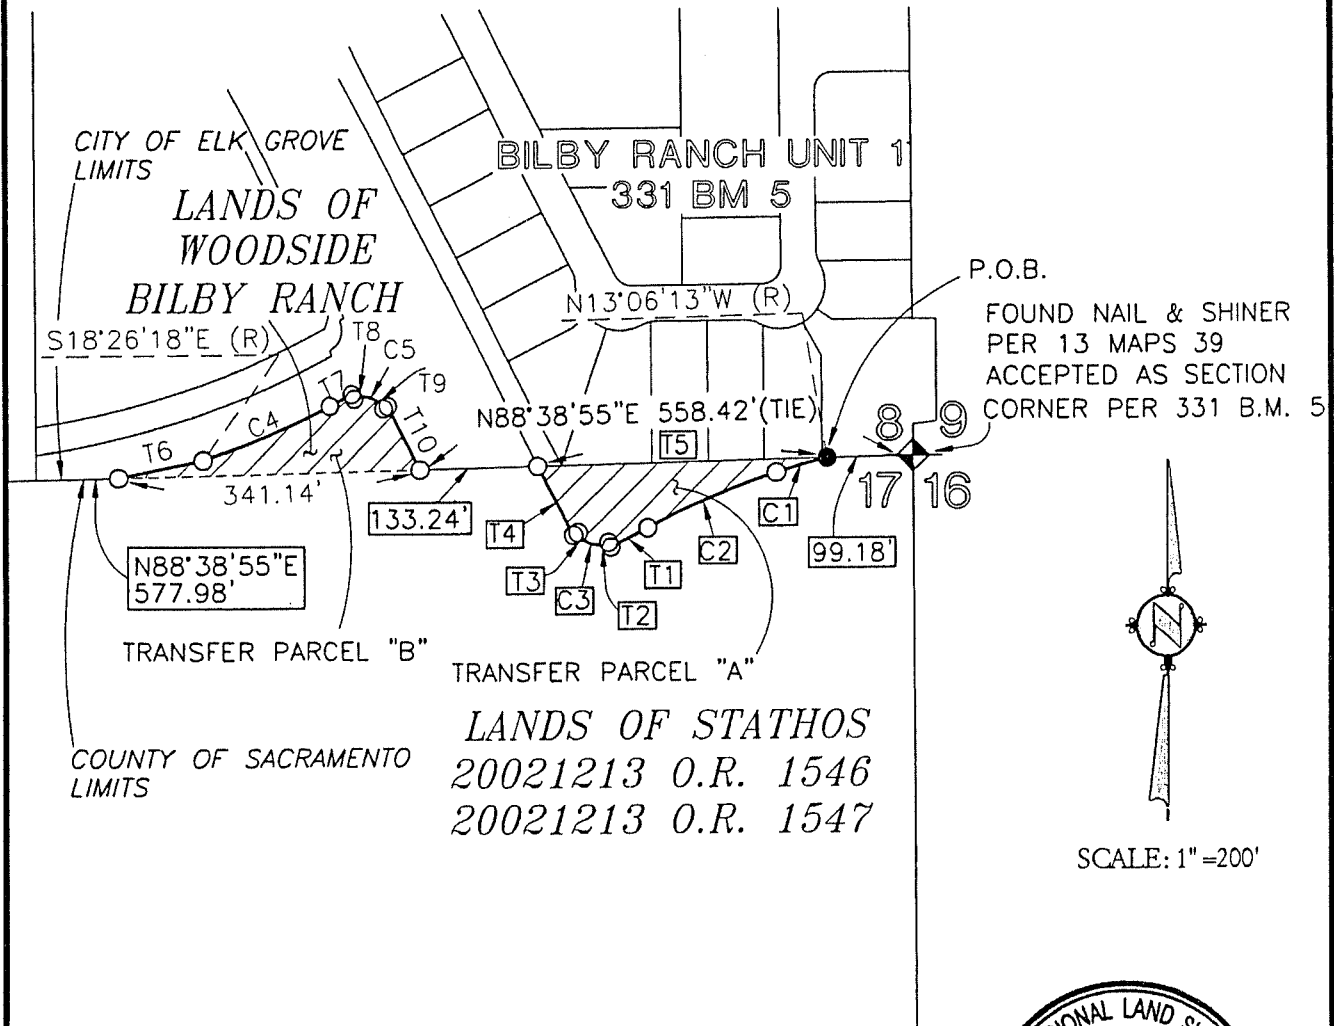 CITY OF ELK GROVE
LIMITS
LANDS OF
WOODSIDE
BILBY RANCH
BILBY RANCH UNIT 1
331 BM 5
S18°26'18"E (R)
N13°06'13"W (R)
P.O.B.
FOUND NAIL & SHINER
PER 13 MAPS 39
ACCEPTED AS SECTION
CORNER PER 331 B.M. 5
T8
C5
T7
T9
C4
T10
T6
N88°38'55"E 558.42'(TIE)
T5
8
9
17
16
341.14'
133.24'
T4
C1
C2
99.18'
T3
C3
T2
T1
N88°38'55"E
577.98'
TRANSFER PARCEL "B"
TRANSFER PARCEL "A"
COUNTY OF SACRAMENTO
LIMITS
LANDS OF STATHOS
20021213 O.R. 1546
20021213 O.R. 1547
N
SCALE: 1"=200'
LAND